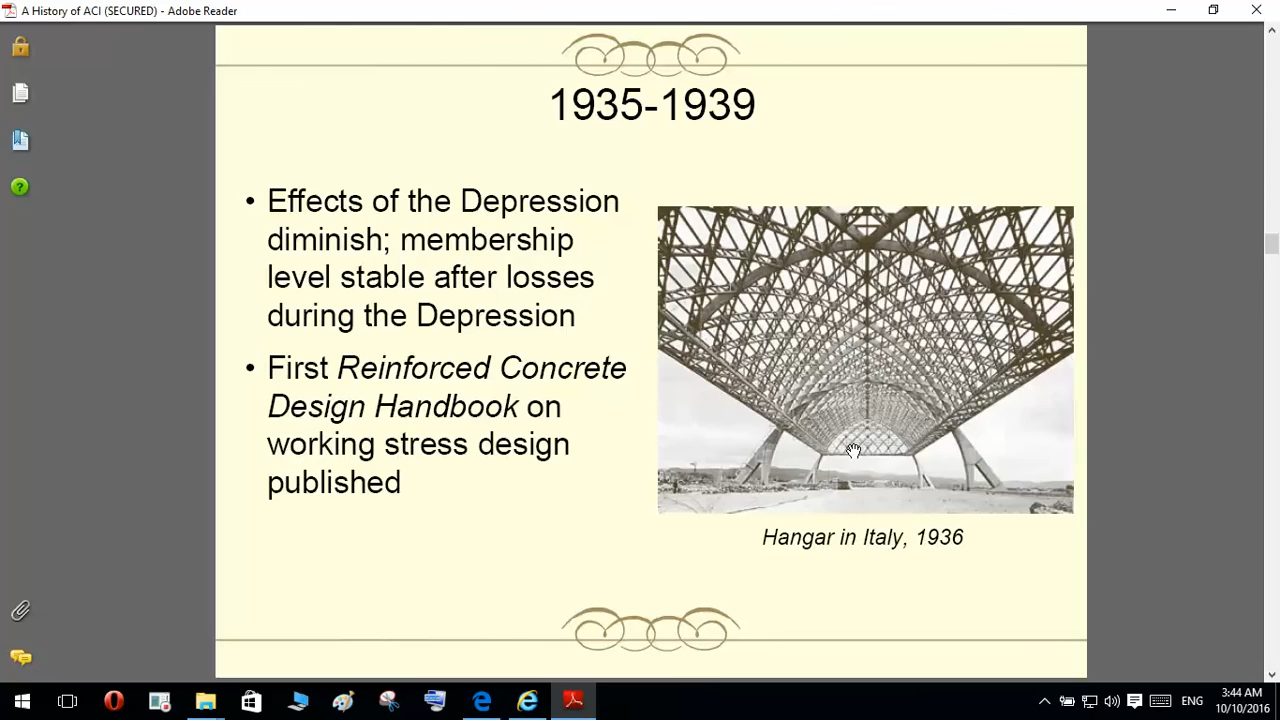 A History of ACI (SECURED) - Adobe Reader
1935-1939
• Effects of the Depression
diminish; membership
level stable after losses
during the Depression
• First Reinforced Concrete
Design Handbook on
working stress design
published
Hangar in Italy, 1936
ENG
3:44 AM
10/10/2016